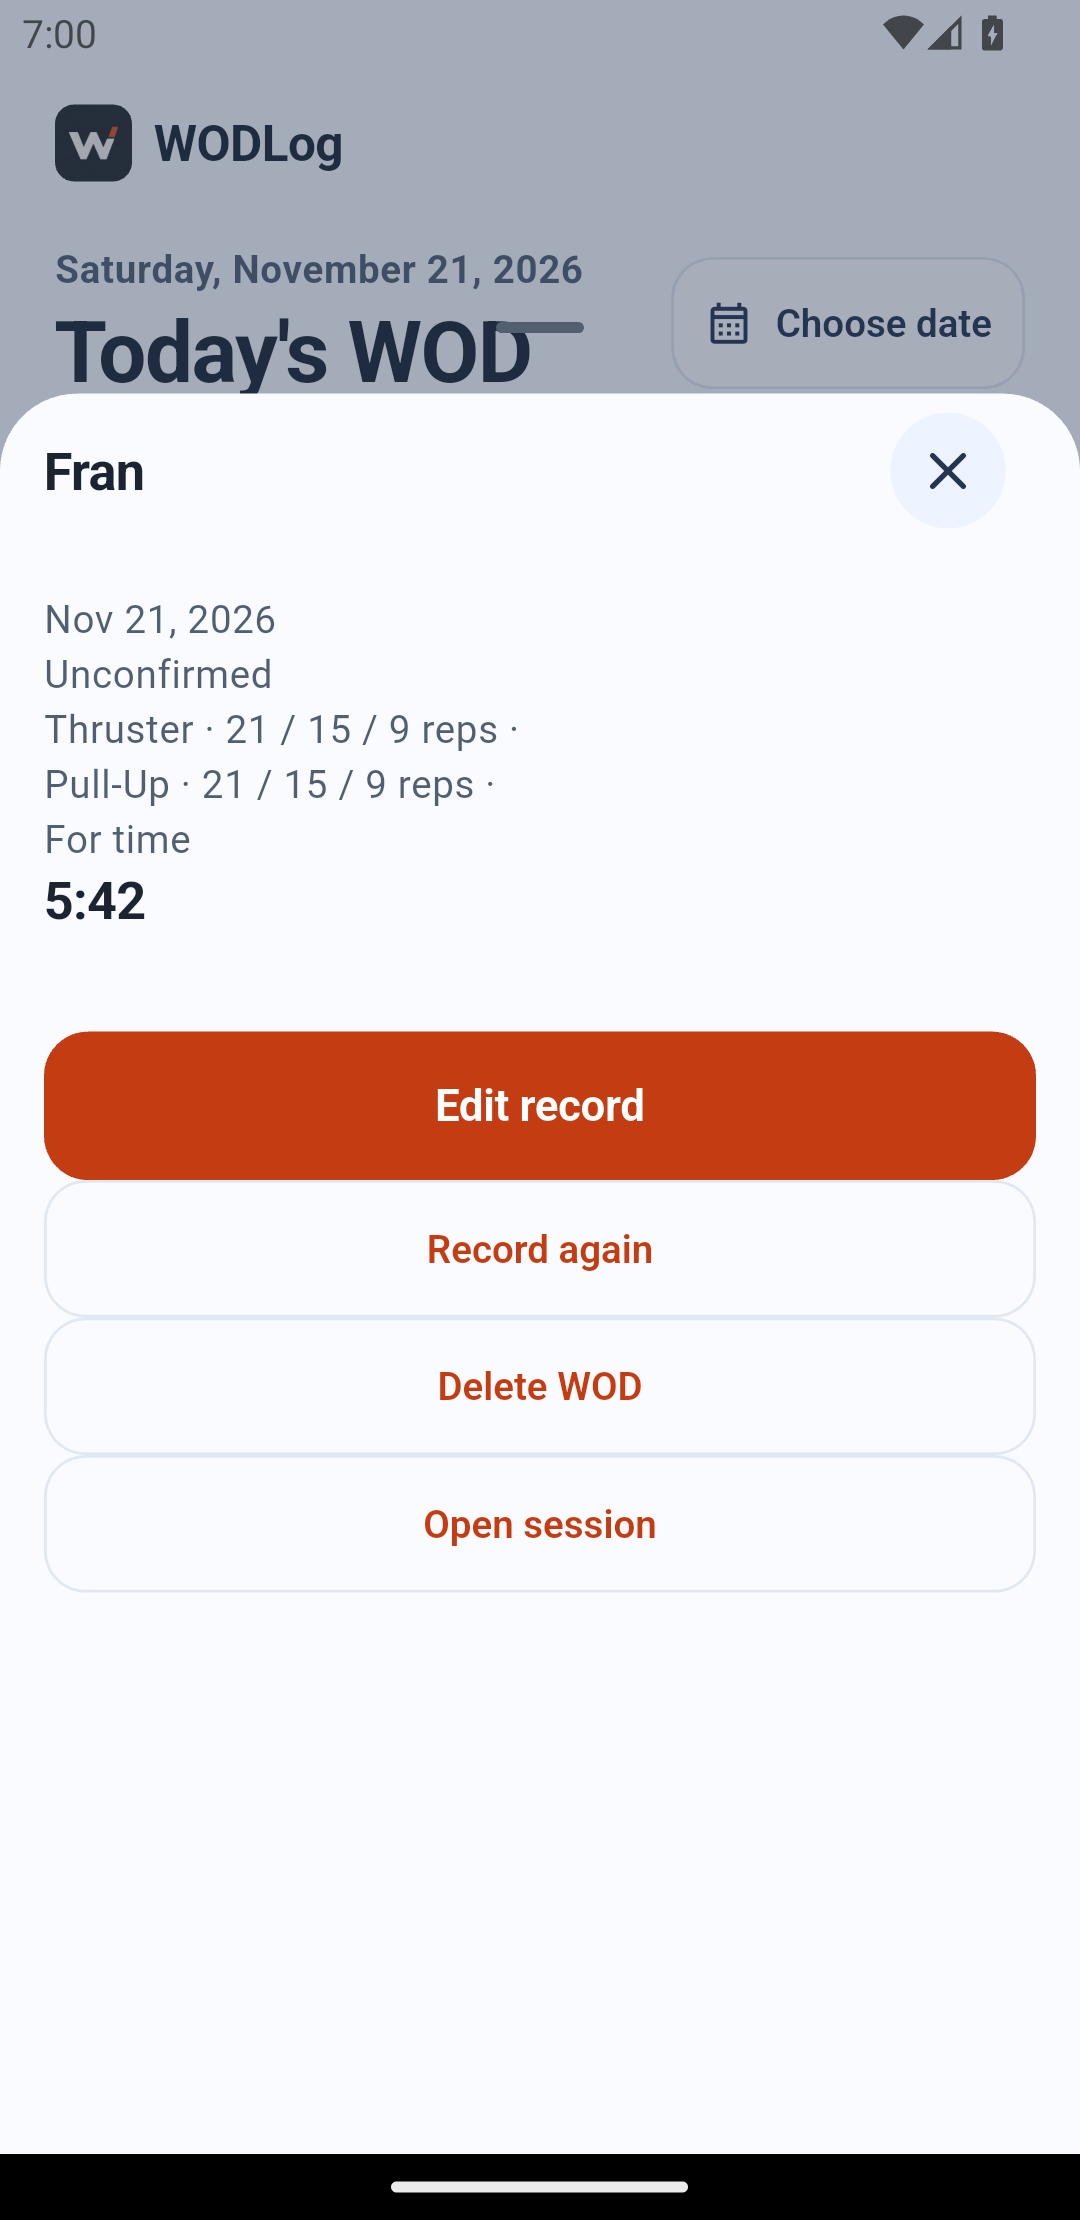 7:00
WODLog
Saturday, November 21, 2026
Today's WOD
Choose date
Fran
Nov 21, 2026
Unconfirmed
Thruster · 21 / 15 / 9 reps ·
Pull-Up · 21 / 15 / 9 reps ·
For time
5:42
Edit record
Record again
Delete WOD
Open session